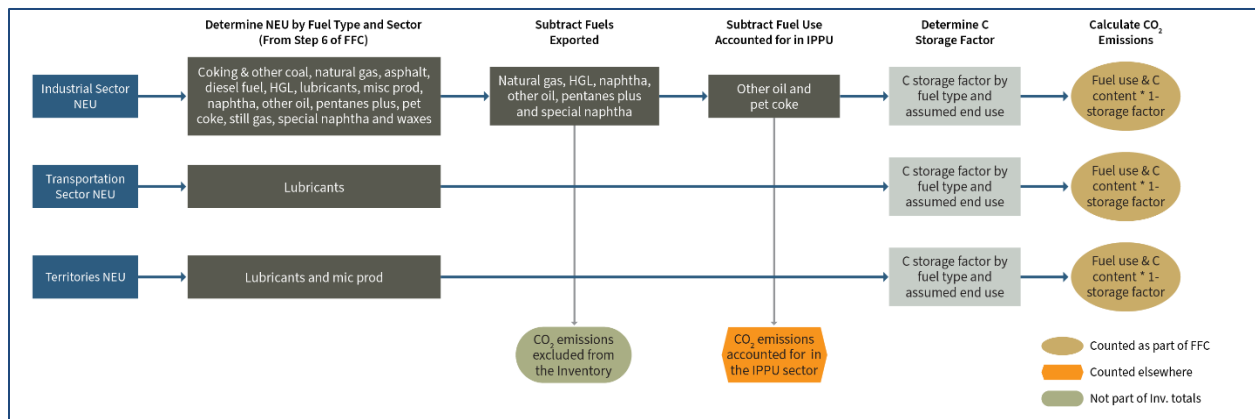 Determine NEU by Fuel Type and Sector
(From Step 6 of FFC)
Subtract Fuels
Exported
Subtract Fuel Use
Accounted for in IPPU
Determine C
Storage Factor
Calculate CO₂
Emissions
Industrial Sector
NEU
Coking & other coal, natural gas, asphalt,
diesel fuel, HGL, lubricants, misc prod,
naphtha, other oil, pentanes plus, pet
coke, still gas, special naphtha and waxes
Natural gas, HGL, naphtha,
other oil, pentanes plus
and special naphtha
Other oil and
pet coke
C storage factor by
fuel type and
assumed end use
Fuel use & C
content * 1-
storage factor
Transportation
Sector NEU
Lubricants
C storage factor by
fuel type and
assumed end use
Fuel use & C
content * 1-
storage factor
Territories NEU
Lubricants and mic prod
C storage factor by
fuel type and
assumed end use
Fuel use & C
content * 1-
storage factor
CO₂ emissions
excluded from
the Inventory
CO₂ emissions
accounted for in
the IPPU sector
Counted as part of FFC
Counted elsewhere
Not part of Inv. totals